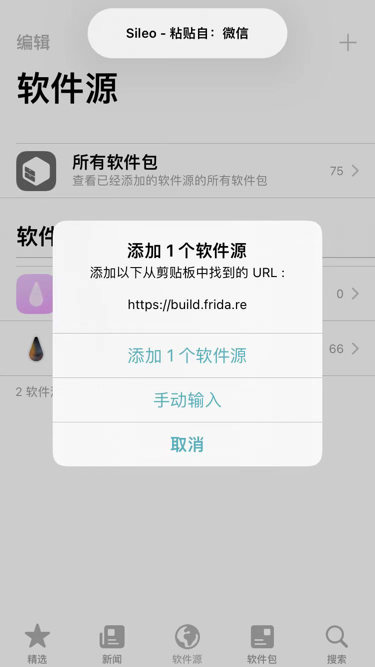 Sileo - 粘贴自：微信
编辑
软件源
所有软件包
查看已经添加的软件源的所有软件包
75
软件
添加 1 个软件源
添加以下从剪贴板中找到的 URL：
https://build.frida.re
0
添加 1 个软件源
66
手动输入
2 软件
取消
精选
新闻
软件源
软件包
搜索